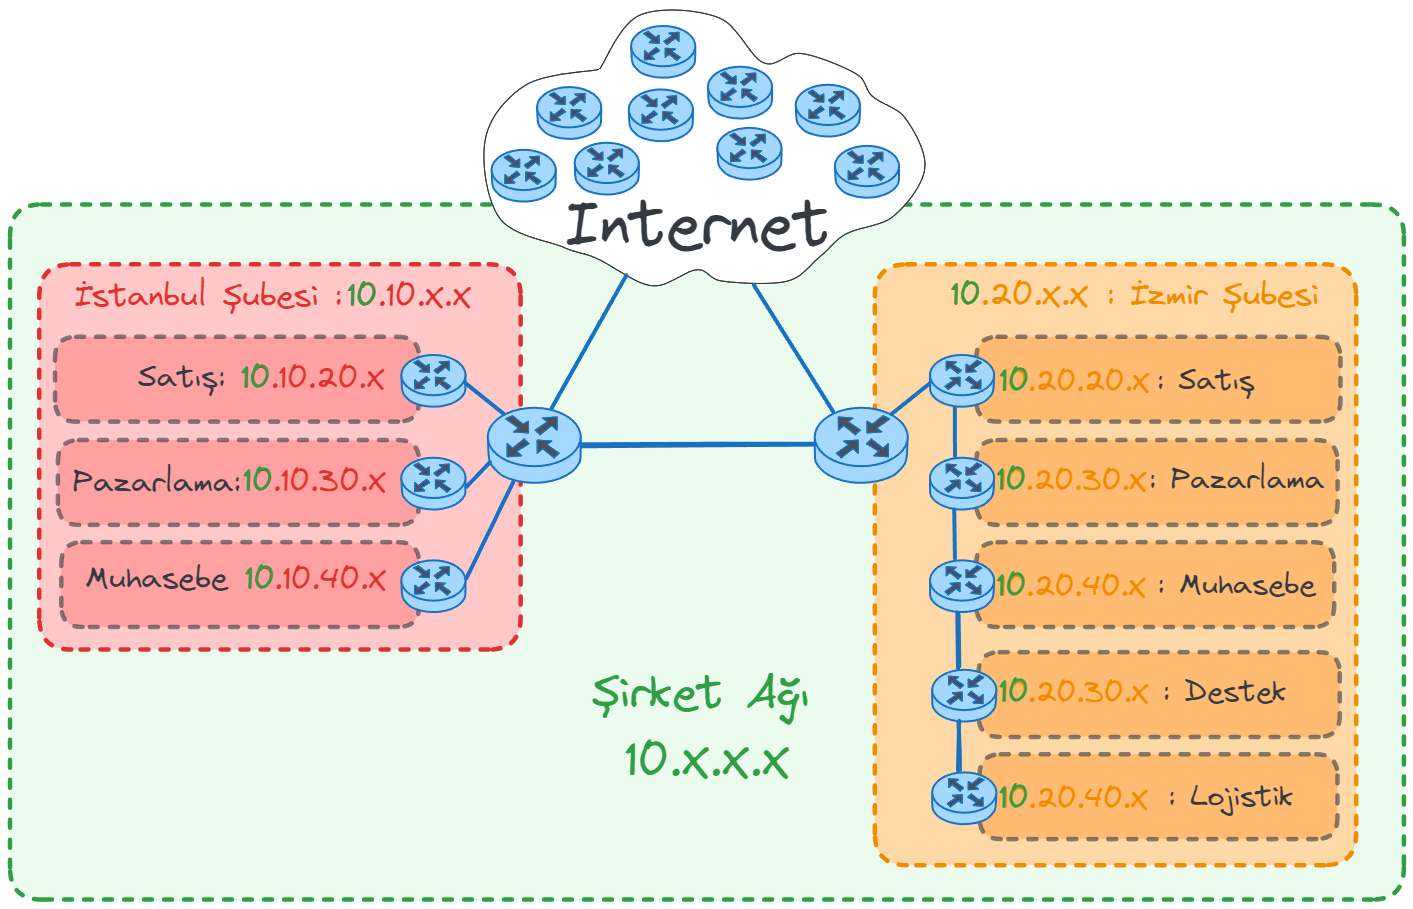 Internet
İstanbul Şubesi :10.10.x.x
Satış: 10.10.20.x
Pazarlama:10.10.30.x
Muhasebe 10.10.40.x
10.20.x.x : İzmir Şubesi
10.20.20.x : Satış
10.20.30.x : Pazarlama
10.20.40.x : Muhasebe
10.20.30.x : Destek
10.20.40.x : Lojistik
Şirket Ağı
10.x.x.x